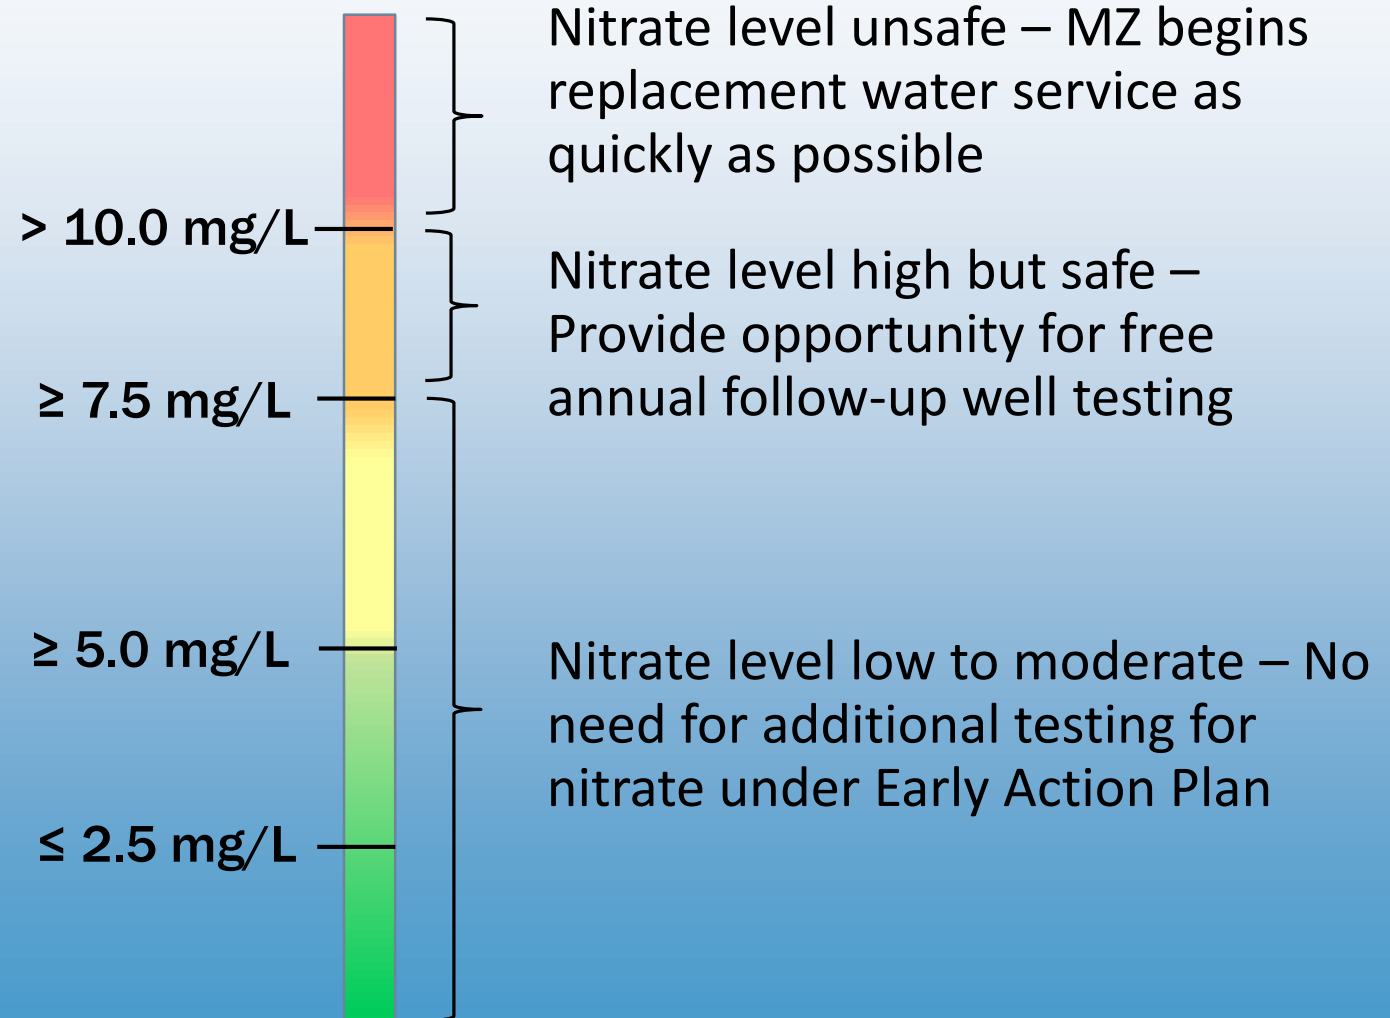 Nitrate level unsafe – MZ begins
replacement water service as
quickly as possible
> 10.0 mg/L
Nitrate level high but safe –
Provide opportunity for free
annual follow-up well testing
≥ 7.5 mg/L
≥ 5.0 mg/L
Nitrate level low to moderate – No
need for additional testing for
nitrate under Early Action Plan
≤ 2.5 mg/L